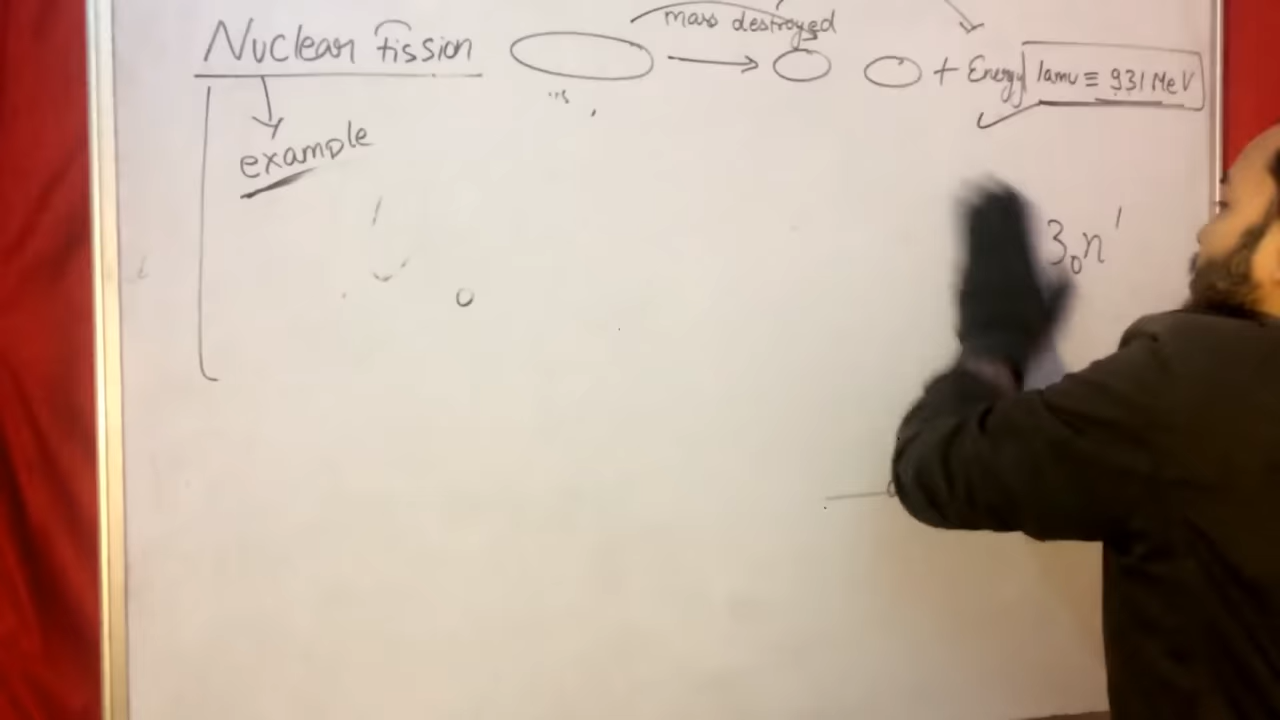 mass destroyed
Nuclear Fission → + Energy 1amu ≡ 931 MeV
example
3₀n¹